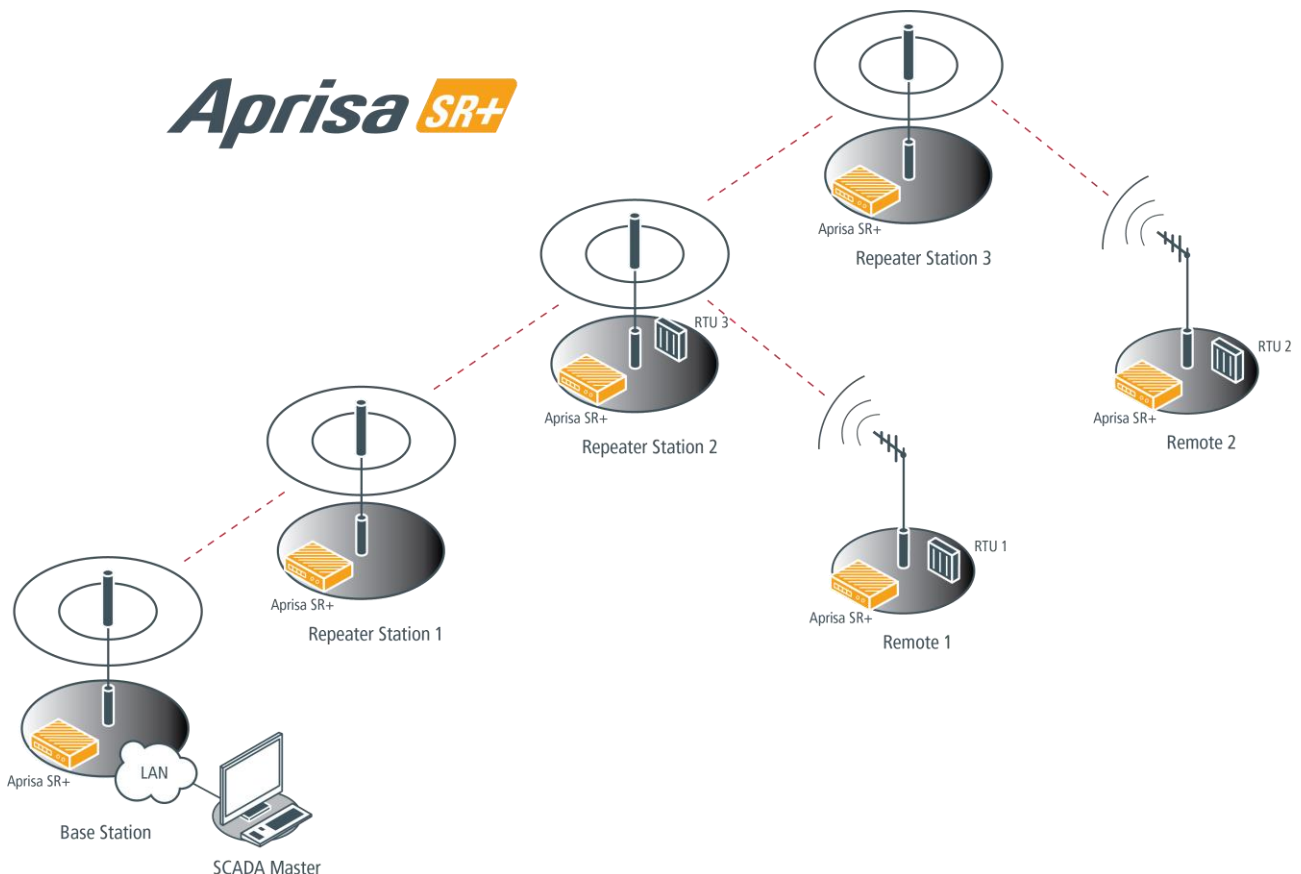 Aprisa SR+
Aprisa SR+
Repeater Station 3
RTU 3
Aprisa SR+
Repeater Station 2
RTU 2
Aprisa SR+
Remote 2
Aprisa SR+
Repeater Station 1
RTU 1
Aprisa SR+
Remote 1
LAN
Aprisa SR+
Base Station
SCADA Master